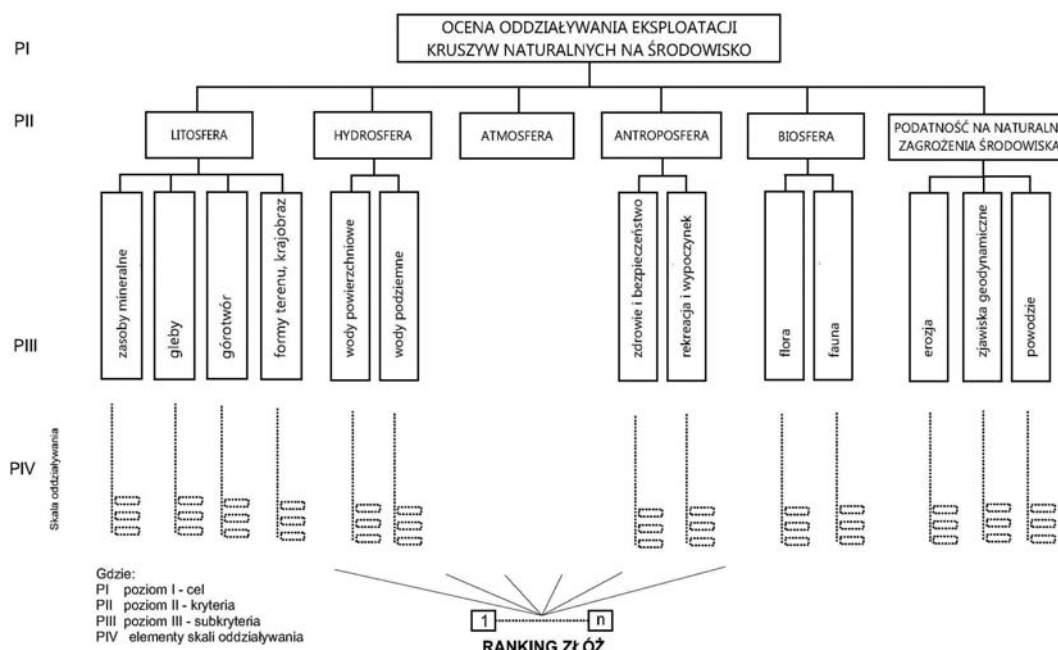 OCENA ODDZIAŁYWANIA EKSPLOATACJI
KRUSZYW NATURALNYCH NA ŚRODOWISKO
PI
PII
LITOSFERA
HYDROSFERA
ATMOSFERA
ANTROPOSFERA
BIOSFERA
PODATNOŚĆ NA NATURALN
ZAGROŻENIA ŚRODOWISKA
PIII
zasoby mineralne
gleby
górotwór
formy terenu, krajobraz
wody powierzchniowe
wody podziemne
zdrowie i bezpieczeństwo
rekreacja i wypoczynek
flora
fauna
erozja
zjawiska geodynamiczne
powodzie
PIV
Skala oddziaływania
Gdzie:
PI poziom I - cel
PII poziom II - kryteria
PIII poziom III - subkryteria
PIV elementy skali oddziaływania
1
n
RANKING ZŁÓŻ